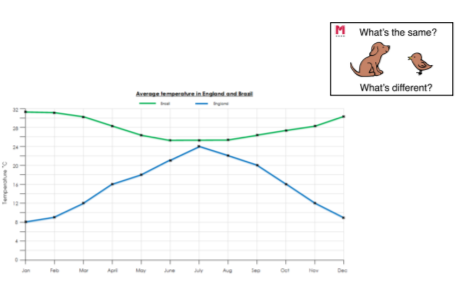 M
What's the same?
What's different?
Average temperature in England and Brazil
Brazil England
Temperature °C
32
28
24
20
16
12
8
4
0
Jan Feb Mar April May June July Aug Sep Oct Nov Dec